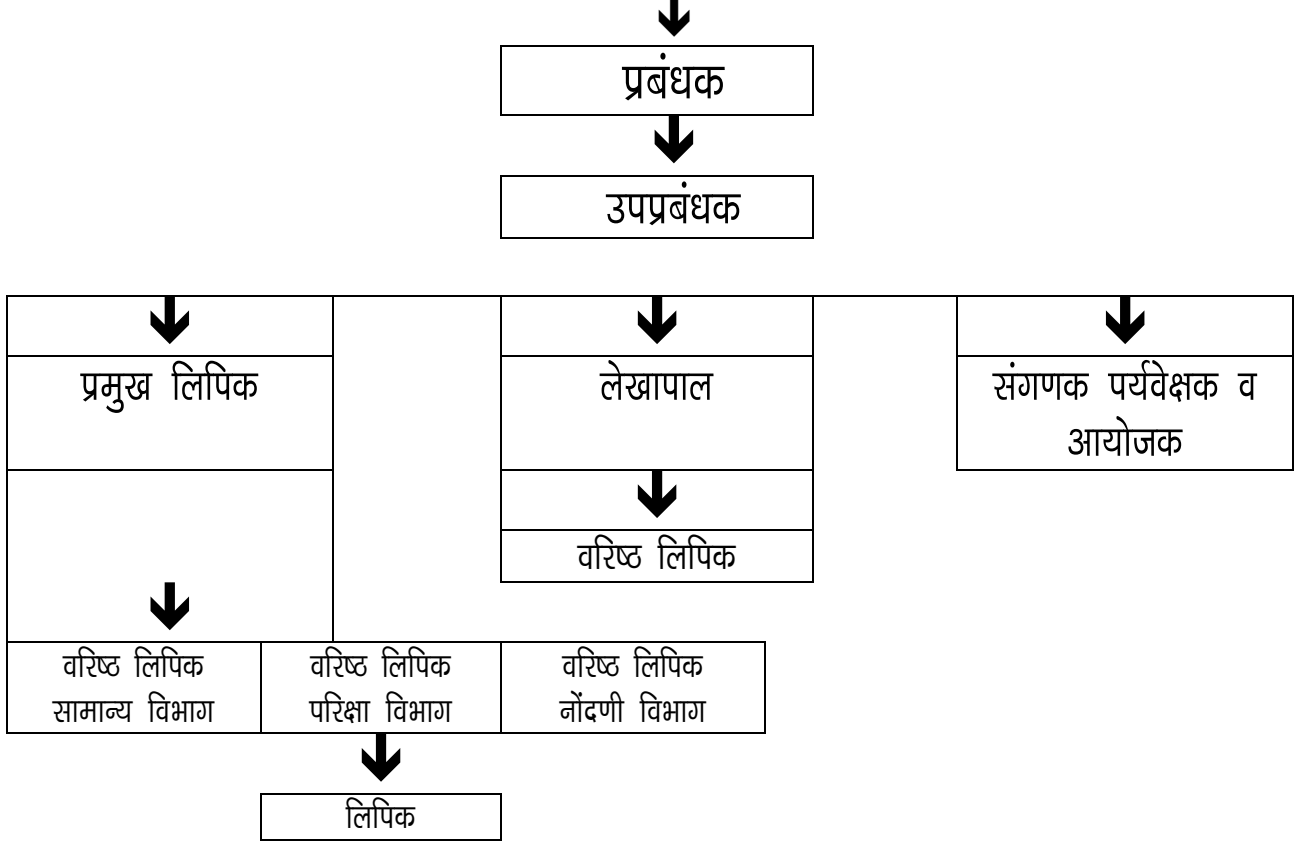 प्रबंधक
उपप्रबंधक
प्रमुख लिपिक
लेखापाल
संगणक पर्यवेक्षक व
आयोजक
वरिष्ठ लिपिक
वरिष्ठ लिपिक
सामान्य विभाग
वरिष्ठ लिपिक
परिक्षा विभाग
वरिष्ठ लिपिक
नोंदणी विभाग
लिपिक